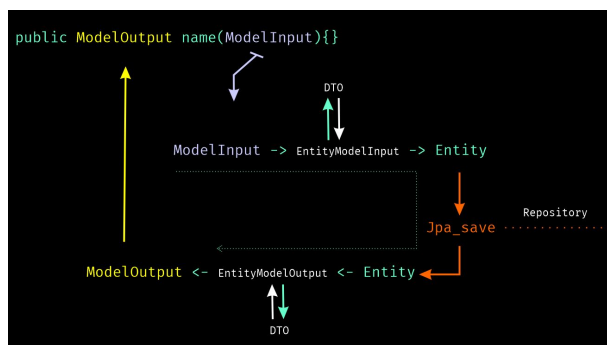 public ModelOutput name(ModelInput){}
DTO
ModelInput -> EntityModelInput -> Entity
Repository
Jpa_save
ModelOutput <- EntityModelOutput <- Entity
DTO